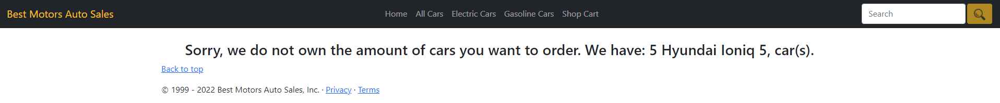 Best Motors Auto Sales Home All Cars Electric Cars Gasoline Cars Shop Cart Search
Sorry, we do not own the amount of cars you want to order. We have: 5 Hyundai Ioniq 5, car(s).
Back to top
© 1999 - 2022 Best Motors Auto Sales, Inc. · Privacy · Terms